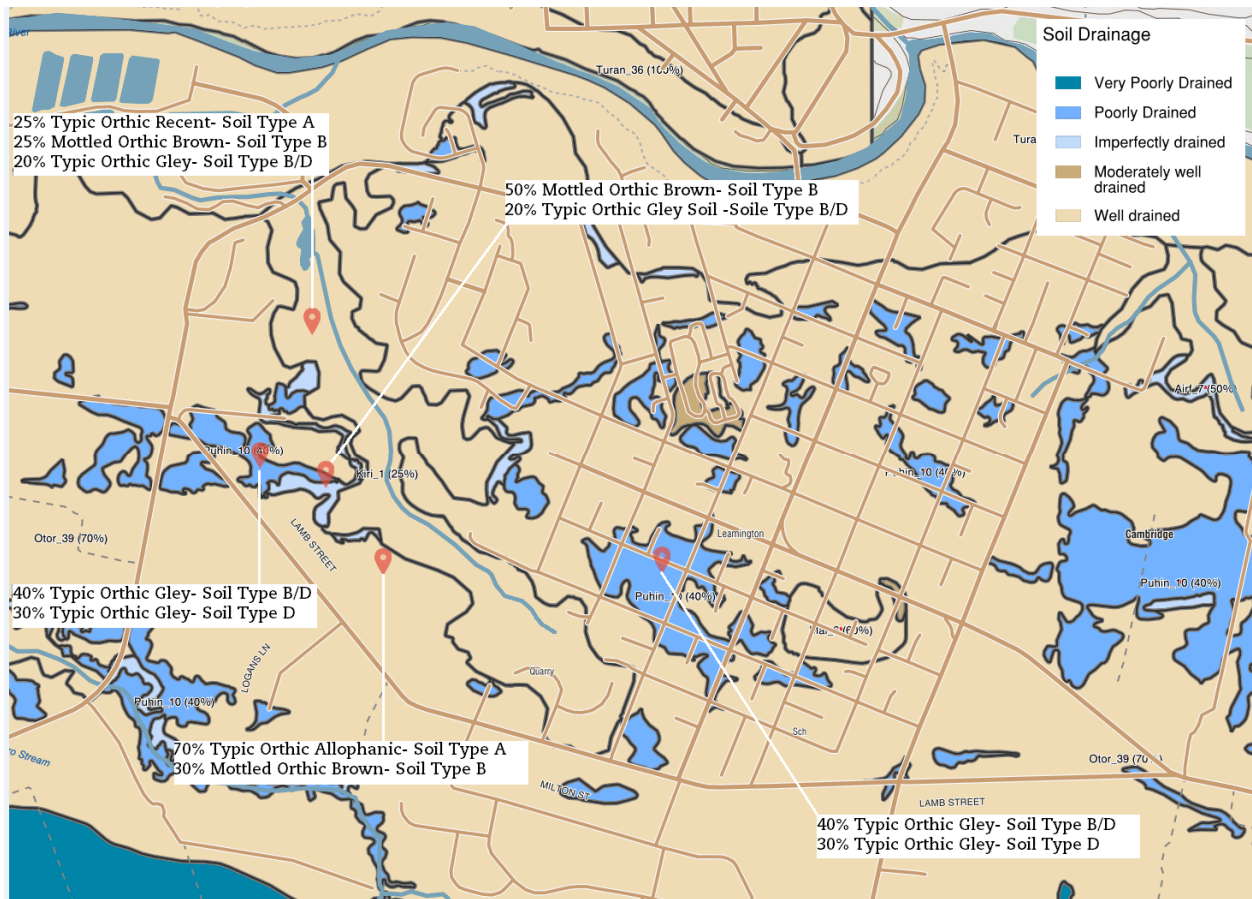 River
Soil Drainage
Very Poorly Drained
Poorly Drained
Imperfectly drained
Moderately well
drained
Well drained
Turan_36 (100%)
25% Typic Orthic Recent- Soil Type A
25% Mottled Orthic Brown- Soil Type B
20% Typic Orthic Gley- Soil Type B/D
50% Mottled Orthic Brown- Soil Type B
20% Typic Orthic Gley Soil -Soile Type B/D
Airf_7 (50%)
Puhin_10 (40%)
Kiri_1 (25%)
Otor_39 (70%)
LAMB STREET
Leamington
Cambridge
Puhin_10 (40%)
40% Typic Orthic Gley- Soil Type B/D
30% Typic Orthic Gley- Soil Type D
LOGANS LN
Quarry
Puhin_10 (40%)
Sch
70% Typic Orthic Allophanic- Soil Type A
30% Mottled Orthic Brown- Soil Type B
Stream
MILTON ST
LAMB STREET
40% Typic Orthic Gley- Soil Type B/D
30% Typic Orthic Gley- Soil Type D